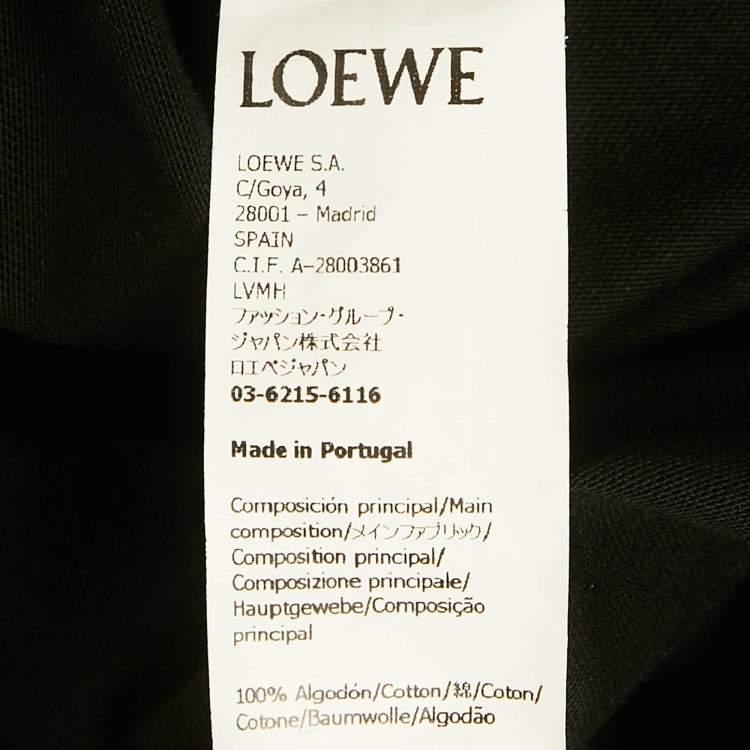 LOEWE
LOEWE S.A.
C/Goya, 4
28001 – Madrid
SPAIN
C.I.F. A-28003861
LVMH
ファッション・グループ・
ジャパン株式会社
ロエベジャパン
03-6215-6116
Made in Portugal
Composición principal/Main
composition/メインファブリック/
Composition principal/
Composizione principale/
Hauptgewebe/Composição
principal
100% Algodón/Cotton/綿/Coton/
Cotone/Baumwolle/Algodão